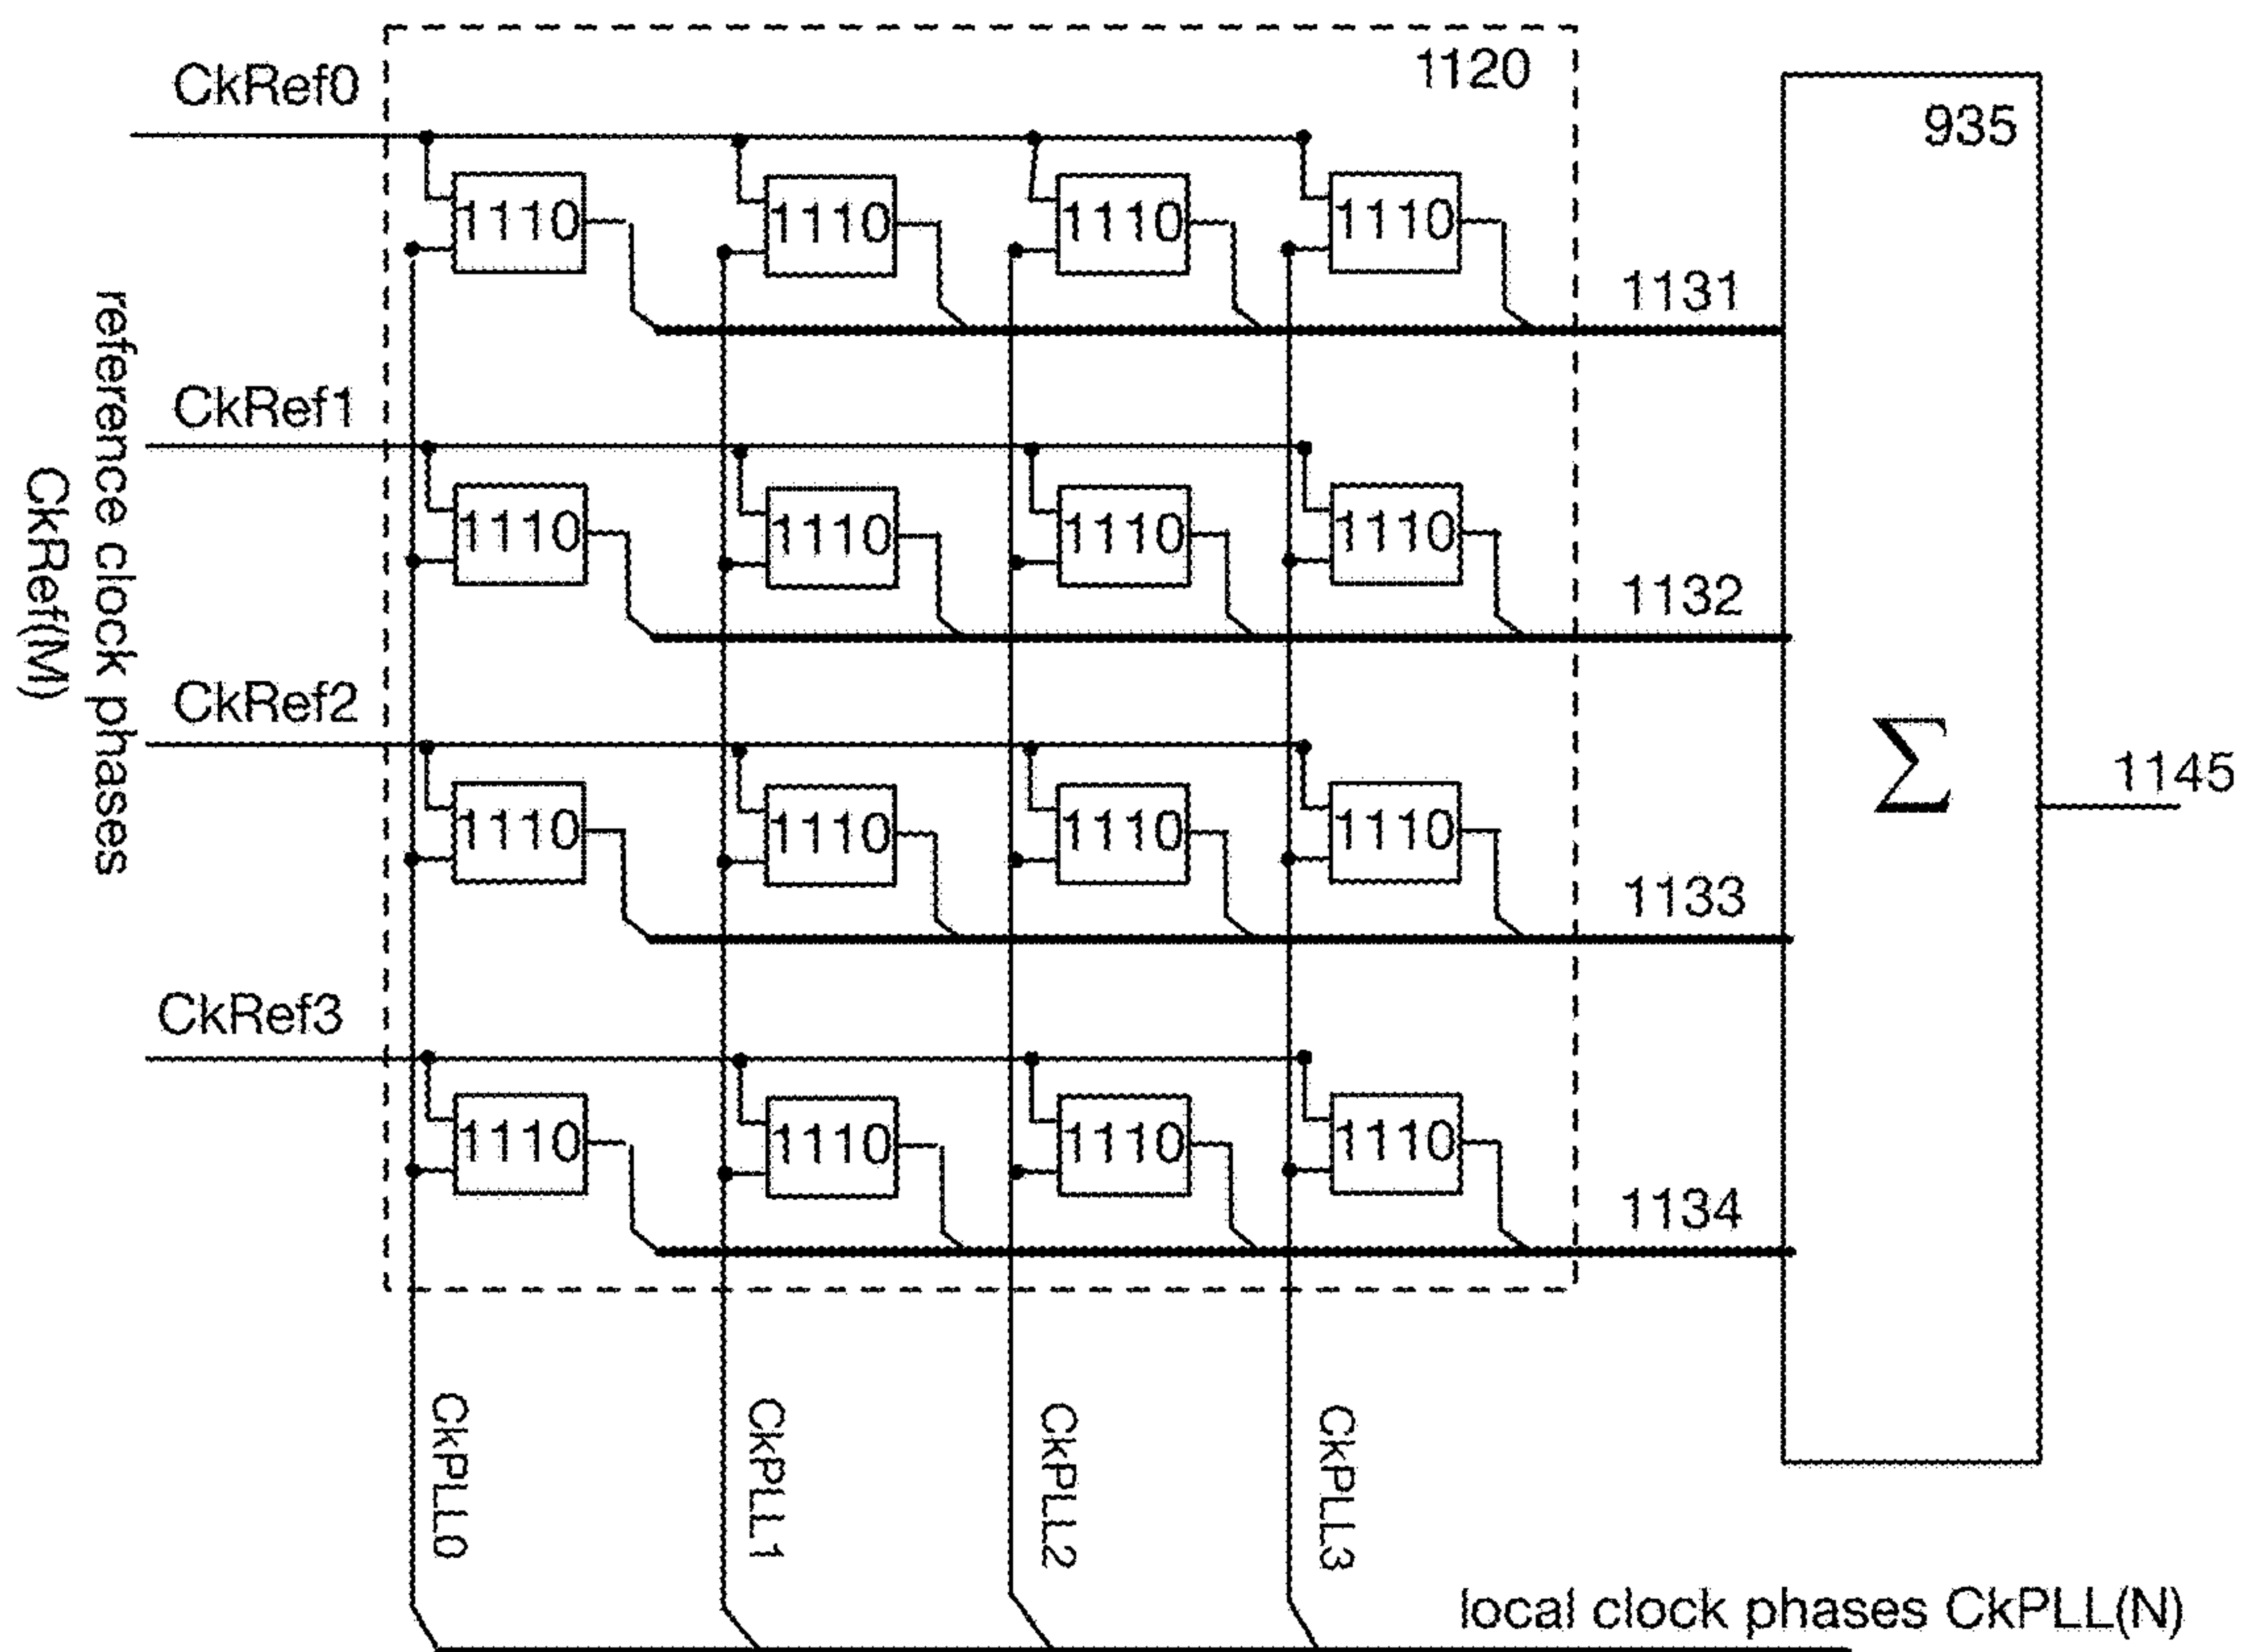 1120
935
CkRef0
1110 1110 1110 1110
1131
CkRef1
1110 1110 1110 1110
1132
reference clock phases
CkRef(M)
CkRef2
1110 1110 1110 1110
Σ
1145
1133
CkRef3
1110 1110 1110 1110
1134
CkPLL0
CkPLL1
CkPLL2
CkPLL3
local clock phases CkPLL(N)